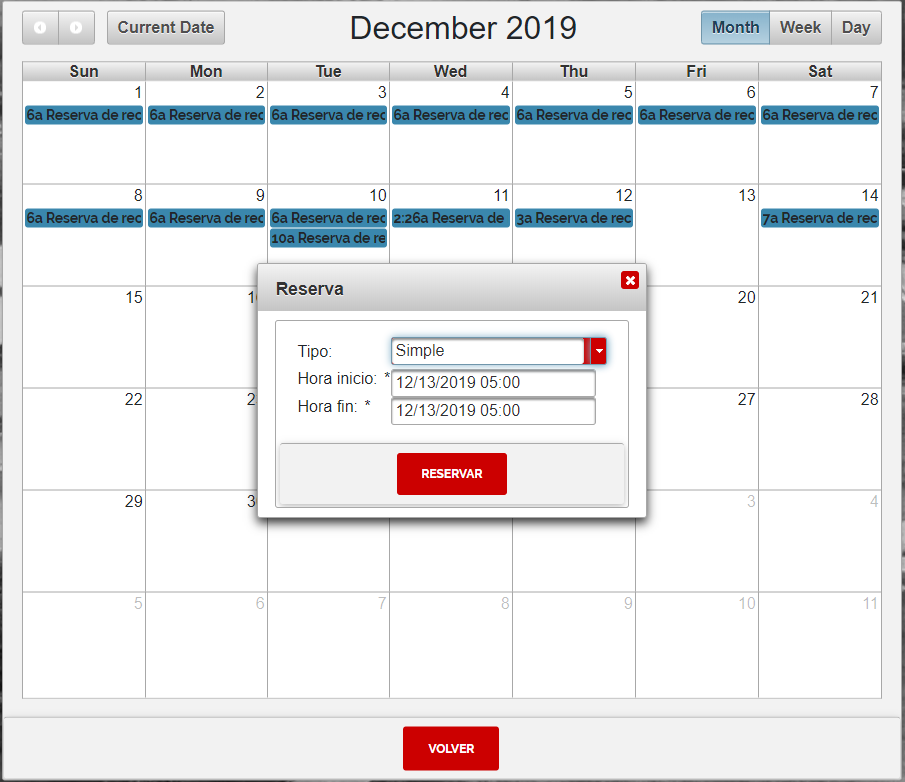 Current Date December 2019 Month Week Day
Sun Mon Tue Wed Thu Fri Sat
1 2 3 4 5 6 7
6a Reserva de rec 6a Reserva de rec 6a Reserva de rec 6a Reserva de rec 6a Reserva de rec 6a Reserva de rec 6a Reserva de rec
8 9 10 11 12 13 14
6a Reserva de rec 6a Reserva de rec 6a Reserva de rec 2:26a Reserva de 3a Reserva de rec 7a Reserva de rec
10a Reserva de re
Reserva
15 1 20 21
Tipo: Simple
Hora inicio: * 12/13/2019 05:00
Hora fin: * 12/13/2019 05:00
22 2 27 28
RESERVAR
29 3 3 4
5 6 7 8 9 10 11
VOLVER